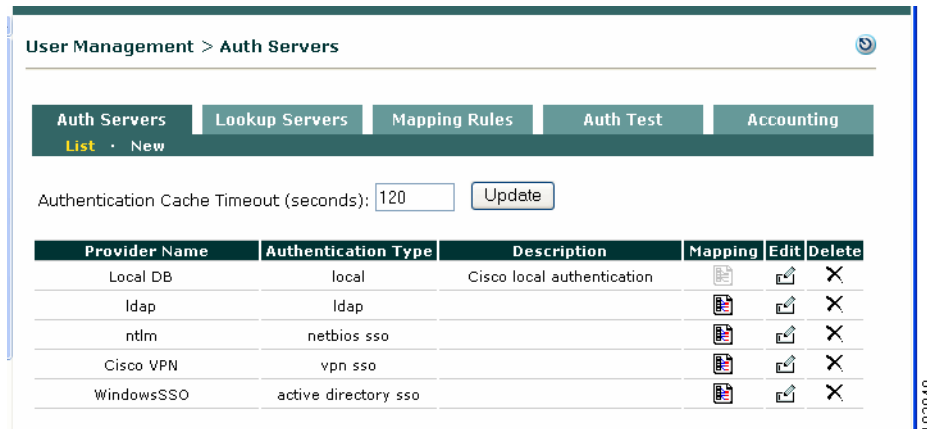 User Management > Auth Servers
Auth Servers Lookup Servers Mapping Rules Auth Test Accounting
List · New
Authentication Cache Timeout (seconds): 120 Update
Provider Name Authentication Type Description Mapping Edit Delete
Local DB local Cisco local authentication
ldap ldap
ntlm netbios sso
Cisco VPN vpn sso
WindowsSSO active directory sso